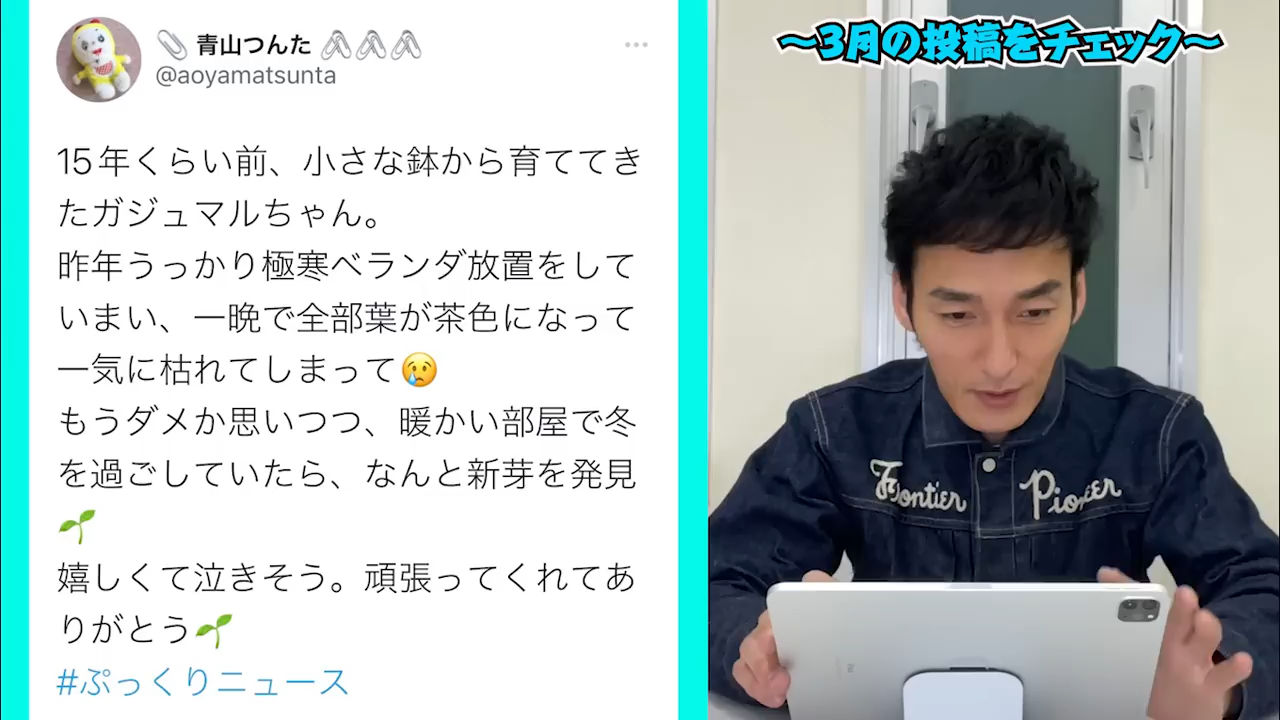 青山つんた
@aoyamatsunta
15年くらい前、小さな鉢から育ててき
たガジュマルちゃん。
昨年うっかり極寒ベランダ放置をして
いまい、一晩で全部葉が茶色になって
一気に枯れてしまって😢
もうダメか思いつつ、暖かい部屋で冬
を過ごしていたら、なんと新芽を発見
🌱
嬉しくて泣きそう。頑張ってくれてあ
りがとう🌱
#ぷっくりニュース
～3月の投稿をチェック～
Frontier Pioneer